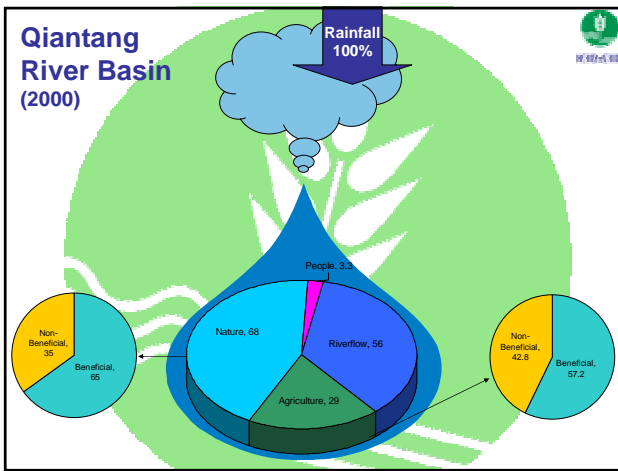 Qiantang
River Basin
(2000)
Rainfall
100%
People, 3.3
Nature, 68
Riverflow, 56
Agriculture, 29
Non-
Beneficial,
35
Beneficial,
65
Non-
Beneficial,
42.8
Beneficial,
57.2